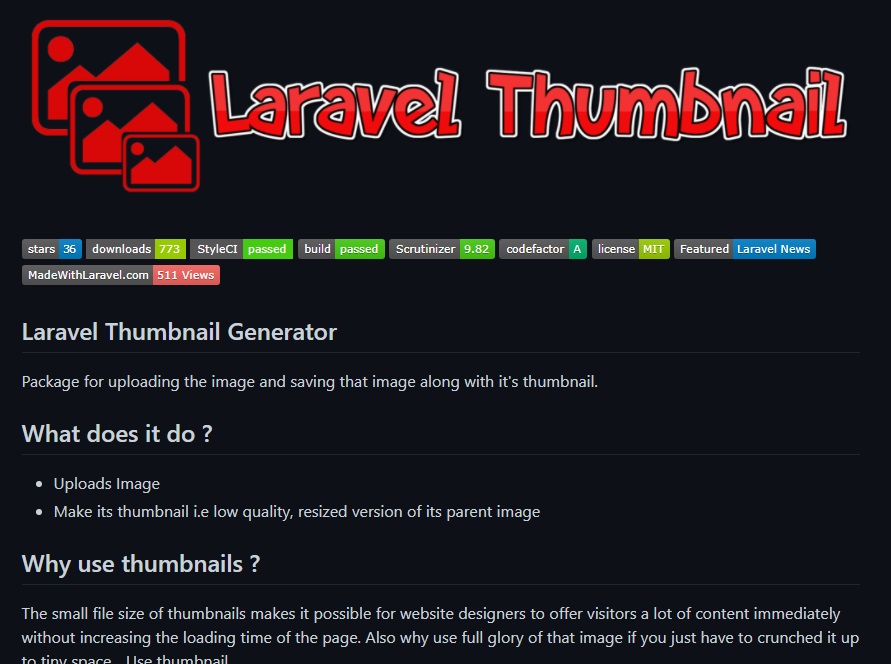 Laravel Thumbnail
stars 36 downloads 773 StyleCI passed build passed Scrutinizer 9.82 codefactor A license MIT Featured Laravel News
MadeWithLaravel.com 511 Views
Laravel Thumbnail Generator
Package for uploading the image and saving that image along with it's thumbnail.
What does it do ?
Uploads Image
Make its thumbnail i.e low quality, resized version of its parent image
Why use thumbnails ?
The small file size of thumbnails makes it possible for website designers to offer visitors a lot of content immediately
without increasing the loading time of the page. Also why use full glory of that image if you just have to crunched it up
to tiny space . Use thumbnail.